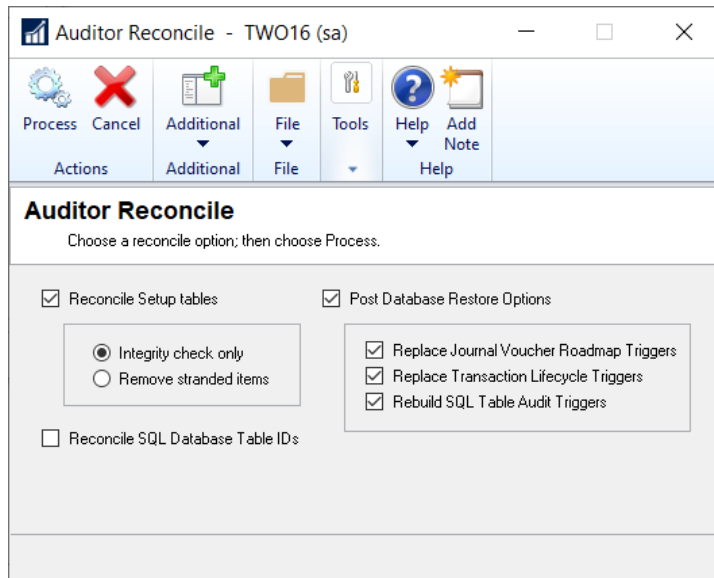 Auditor Reconcile - TWO16 (sa)
Process
Cancel
Additional
File
Tools
Help
Add
Note
Actions
Additional
File
Help
Auditor Reconcile
Choose a reconcile option; then choose Process.
Reconcile Setup tables
Integrity check only
Remove stranded items
Reconcile SQL Database Table IDs
Post Database Restore Options
Replace Journal Voucher Roadmap Triggers
Replace Transaction Lifecycle Triggers
Rebuild SQL Table Audit Triggers